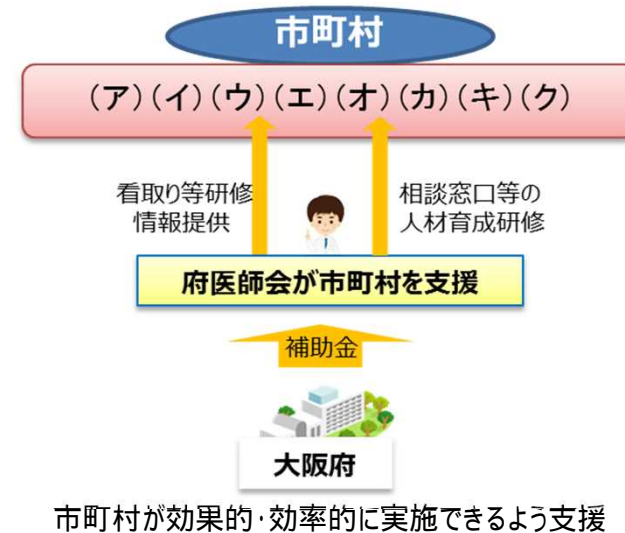 市町村
(ア)(イ)(ウ)(エ)(オ)(カ)(キ)(ク)
看取り等研修
情報提供
相談窓口等の
人材育成研修
府医師会が市町村を支援
補助金
大阪府
市町村が効果的･効率的に実施できるよう支援